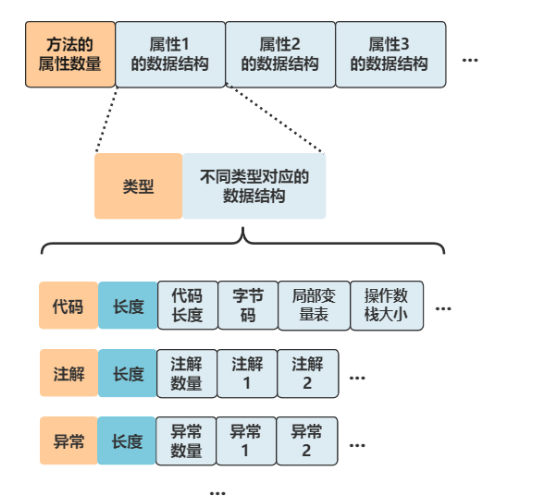 方法的
属性数量
属性1
的数据结构
属性2
的数据结构
属性3
的数据结构
...
类型
不同类型对应的
数据结构
代码
长度
代码
长度
字节
码
局部变
量表
操作数
栈大小
...
注解
长度
注解
数量
注解
1
注解
2
...
异常
长度
异常
数量
异常
1
异常
2
...
...